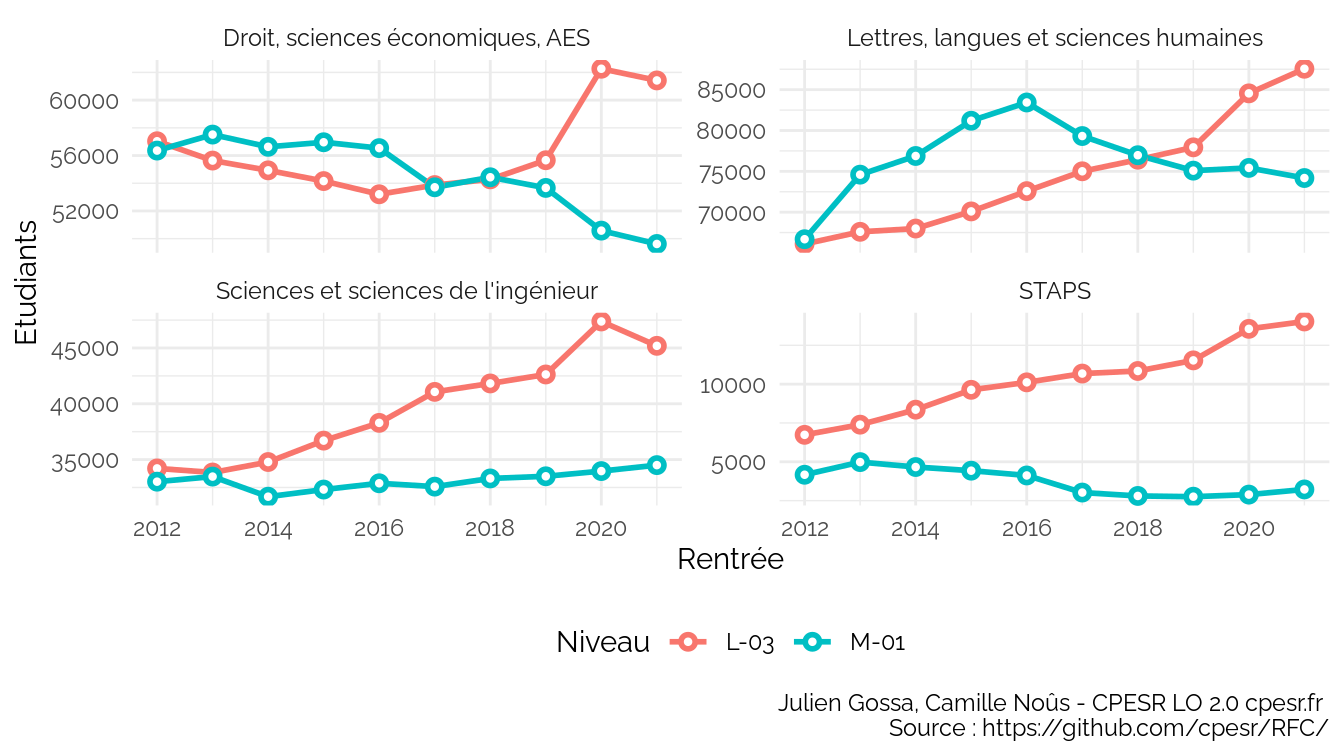 Droit, sciences économiques, AES
Lettres, langues et sciences humaines
60000
56000
52000
85000
80000
75000
70000
Etudiants
Sciences et sciences de l'ingénieur
STAPS
45000
40000
35000
10000
5000
2012 2014 2016 2018 2020
2012 2014 2016 2018 2020
Rentrée
Niveau L-03 M-01
Julien Gossa, Camille Noûs - CPESR LO 2.0 cpesr.fr
Source : https://github.com/cpesr/RFC/